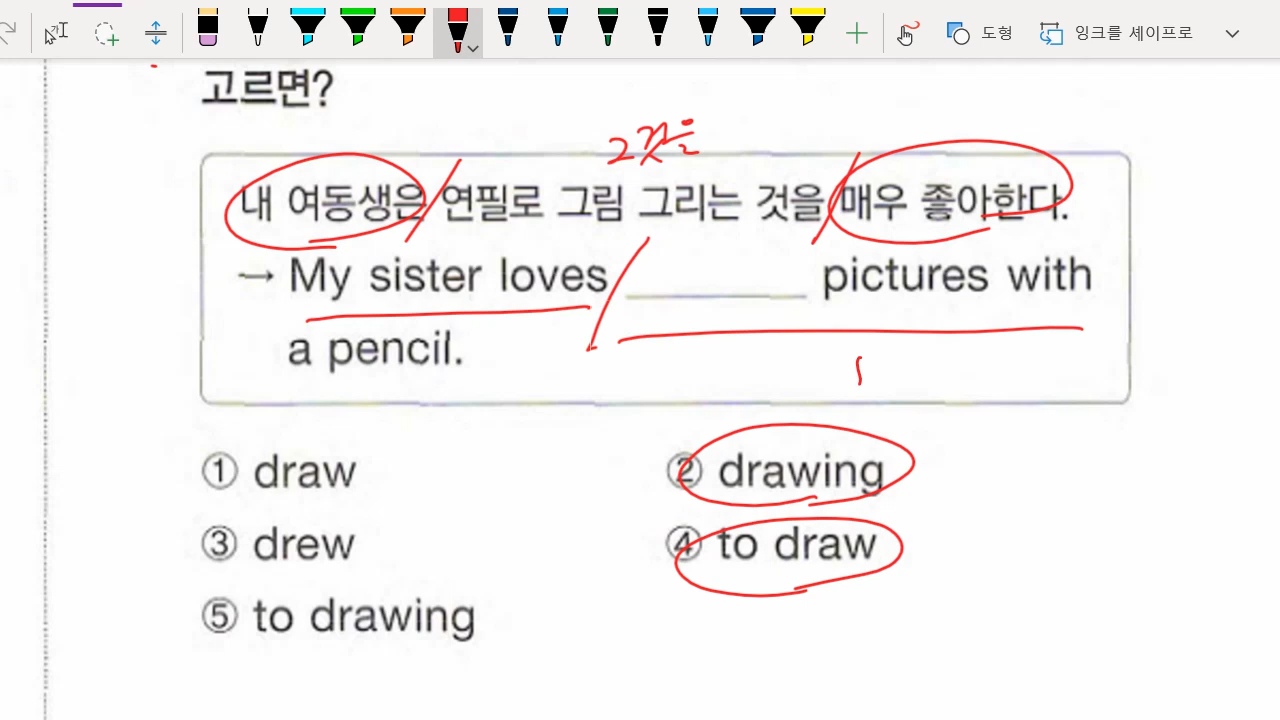 도형
잉크를 셰이프로
고르면?
그것을
내 여동생은 연필로 그림 그리는 것을 매우 좋아한다.
→ My sister loves ________ pictures with
a pencil.
① draw
② drawing
③ drew
④ to draw
⑤ to drawing